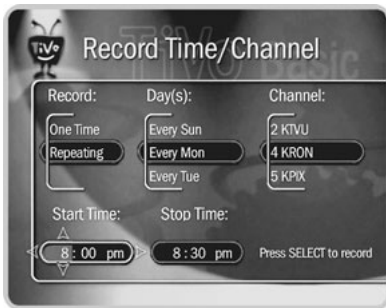 TiVo
Record Time/Channel
TiVo Basic
Record: Day(s): Channel:
One Time Every Sun 2 KTVU
Repeating Every Mon 4 KRON
Every Tue 5 KPIX
Start Time: Stop Time:
8 : 00 pm 8 : 30 pm Press SELECT to record